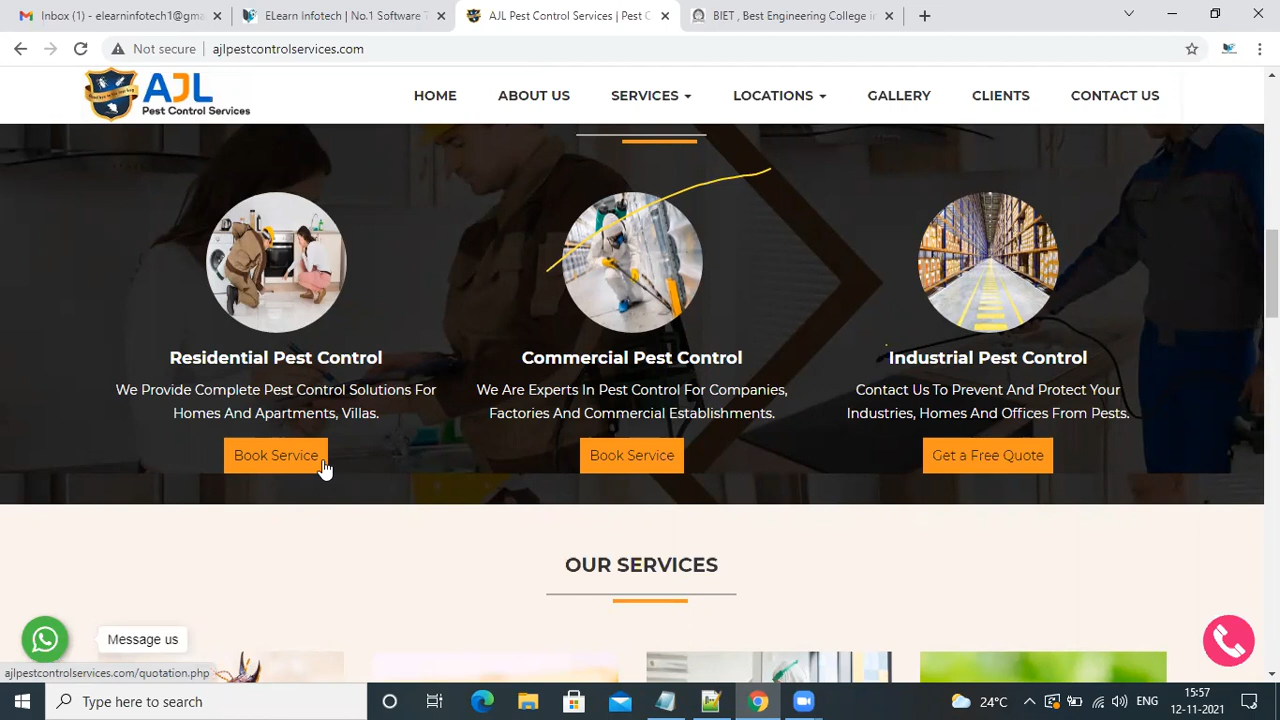 Inbox (1) - elearninfotech1@gma
ELearn Infotech | No.1 Software T
AJL Pest Control Services | Pest C
BIET , Best Engineering College in
Not secure
ajlpestcontrolservices.com
AJL
Pest Control Services
HOME
ABOUT US
SERVICES
LOCATIONS
GALLERY
CLIENTS
CONTACT US
Residential Pest Control
We Provide Complete Pest Control Solutions For
Homes And Apartments, Villas.
Book Service
Commercial Pest Control
We Are Experts In Pest Control For Companies,
Factories And Commercial Establishments.
Book Service
Industrial Pest Control
Contact Us To Prevent And Protect Your
Industries, Homes And Offices From Pests.
Get a Free Quote
OUR SERVICES
Message us
ajlpestcontrolservices.com/quotation.php
Type here to search
24°C
ENG
15:57
12-11-2021